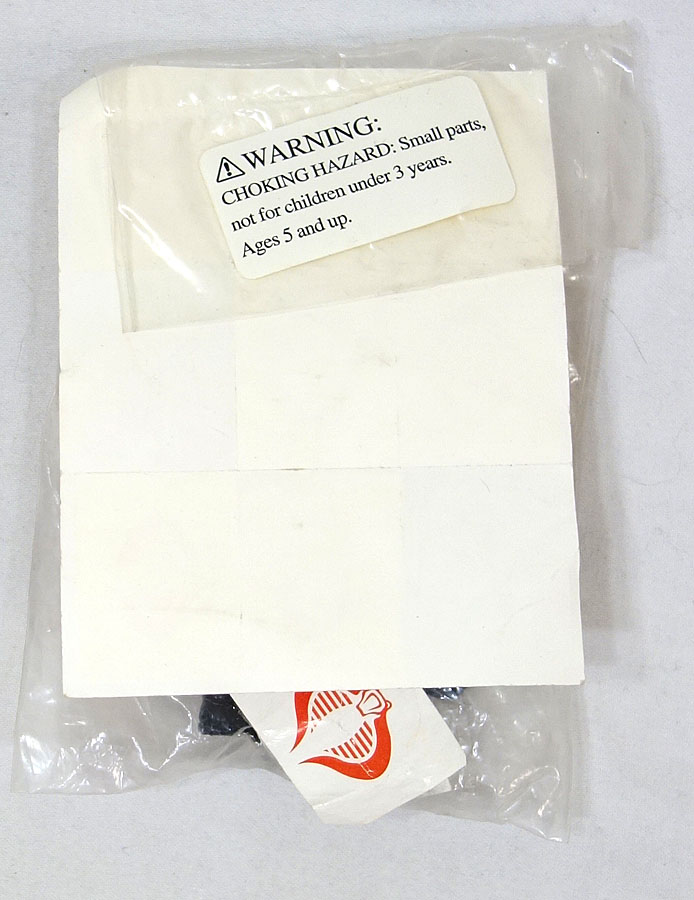 ⚠WARNING:
CHOKING HAZARD: Small parts,
not for children under 3 years.
Ages 5 and up.